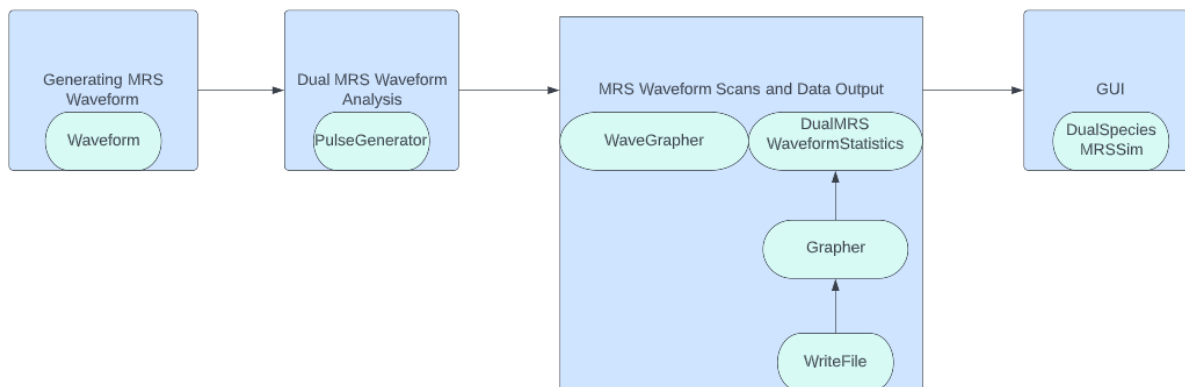 Generating MRS
Waveform
Waveform
Dual MRS Waveform
Analysis
PulseGenerator
MRS Waveform Scans and Data Output
WaveGrapher
DualMRS
WaveformStatistics
Grapher
WriteFile
GUI
DualSpecies
MRSSim